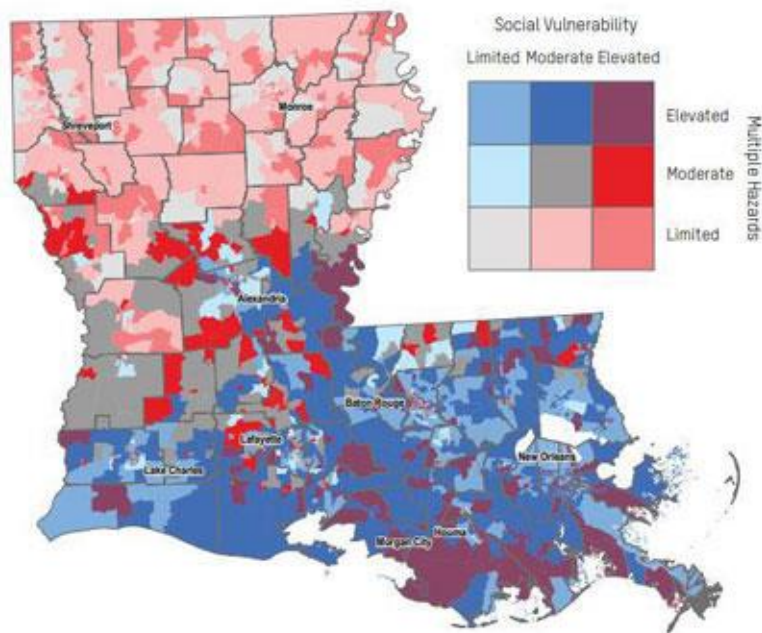 Social Vulnerability
Limited Moderate Elevated
Elevated
Moderate
Limited
Multiple Hazards
Shreveport
Monroe
Alexandria
Baton Rouge
Lafayette
Lake Charles
New Orleans
Houma
Morgan City